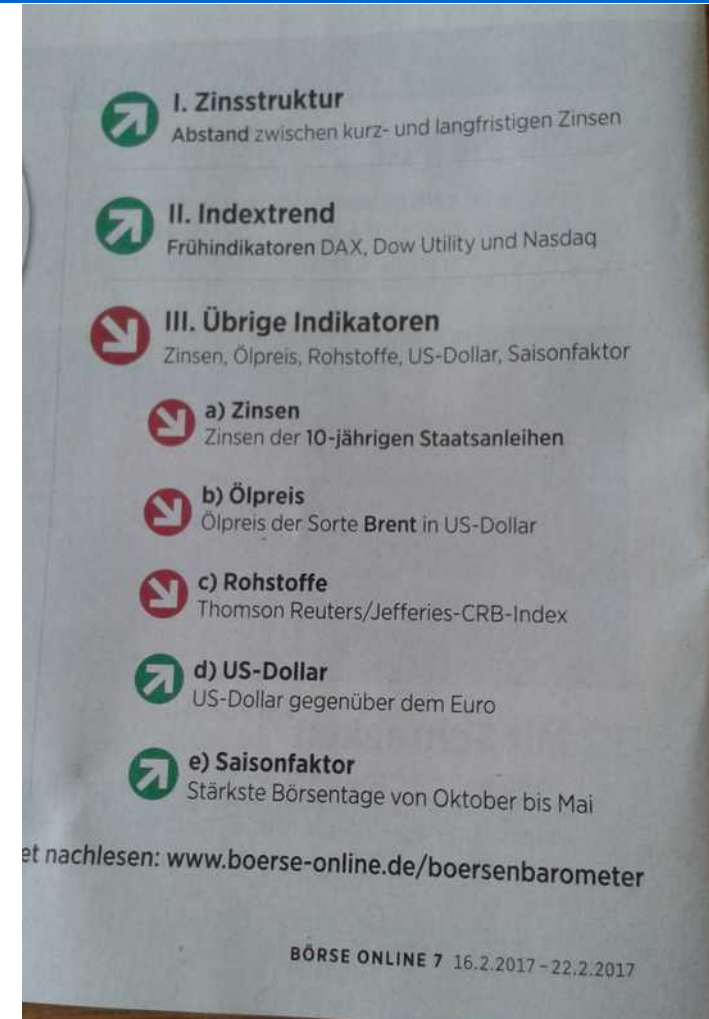 I. Zinsstruktur
Abstand zwischen kurz- und langfristigen Zinsen
II. Indextrend
Frühindikatoren DAX, Dow Utility und Nasdaq
III. Übrige Indikatoren
Zinsen, Ölpreis, Rohstoffe, US-Dollar, Saisonfaktor
a) Zinsen
Zinsen der 10-jährigen Staatsanleihen
b) Ölpreis
Ölpreis der Sorte Brent in US-Dollar
c) Rohstoffe
Thomson Reuters/Jefferies-CRB-Index
d) US-Dollar
US-Dollar gegenüber dem Euro
e) Saisonfaktor
Stärkste Börsentage von Oktober bis Mai
et nachlesen: www.boerse-online.de/boersenbarometer
BÖRSE ONLINE 7 16.2.2017–22.2.2017